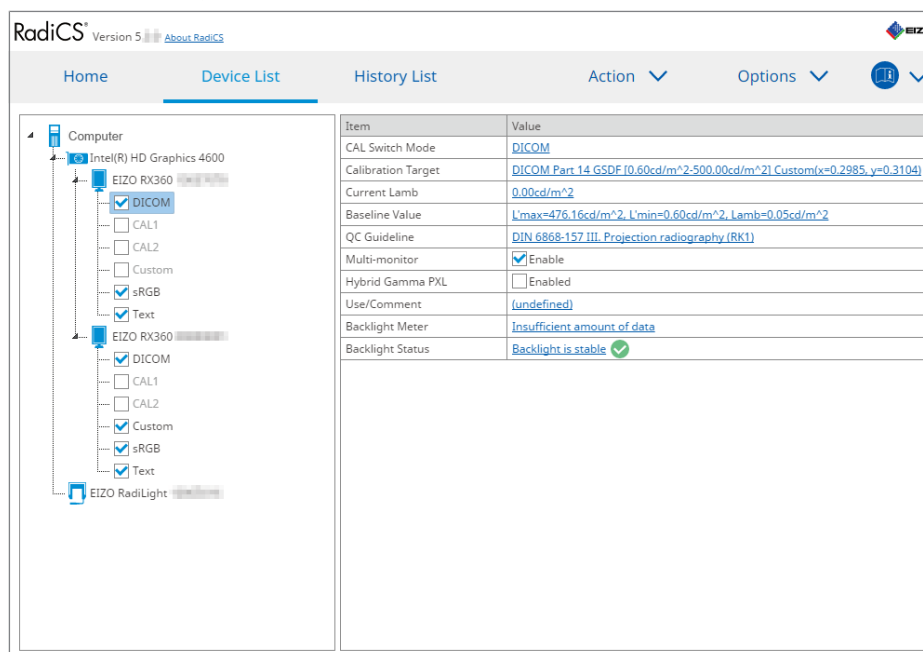 RadiCS® Version 5. About RadiCS
EIZ
Home Device List History List Action Options
Computer
Intel(R) HD Graphics 4600
EIZO RX360
DICOM
CAL1
CAL2
Custom
sRGB
Text
EIZO RX360
DICOM
CAL1
CAL2
Custom
sRGB
Text
EIZO RadiLight
Item Value
CAL Switch Mode DICOM
Calibration Target DICOM Part 14 GSDF [0.60cd/m^2-500.00cd/m^2] Custom(x=0.2985, y=0.3104)
Current Lamb 0.00cd/m^2
Baseline Value L'max=476.16cd/m^2, L'min=0.60cd/m^2, Lamb=0.05cd/m^2
QC Guideline DIN 6868-157 III. Projection radiography (RK1)
Multi-monitor Enable
Hybrid Gamma PXL Enabled
Use/Comment (undefined)
Backlight Meter Insufficient amount of data
Backlight Status Backlight is stable